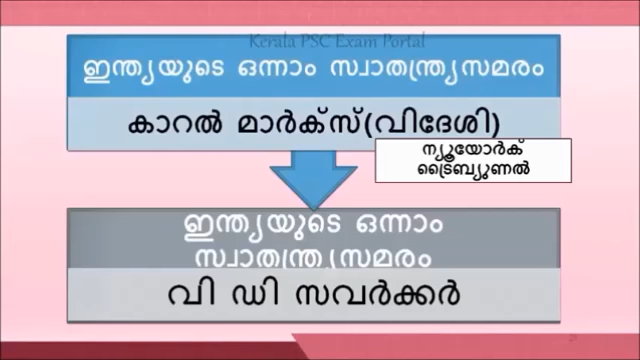 Kerala PSC Exam Portal
ഇന്ത്യയുടെ ഒന്നാം സ്വാതന്ത്ര്യസമരം
കാറൽ മാർക്സ്(വിദേശി)
ന്യൂയോർക്
ട്രൈബ്യുണൽ
ഇന്ത്യയുടെ ഒന്നാം
സ്വാതന്ത്ര്യസമരം
വി ഡി സവർക്കർ